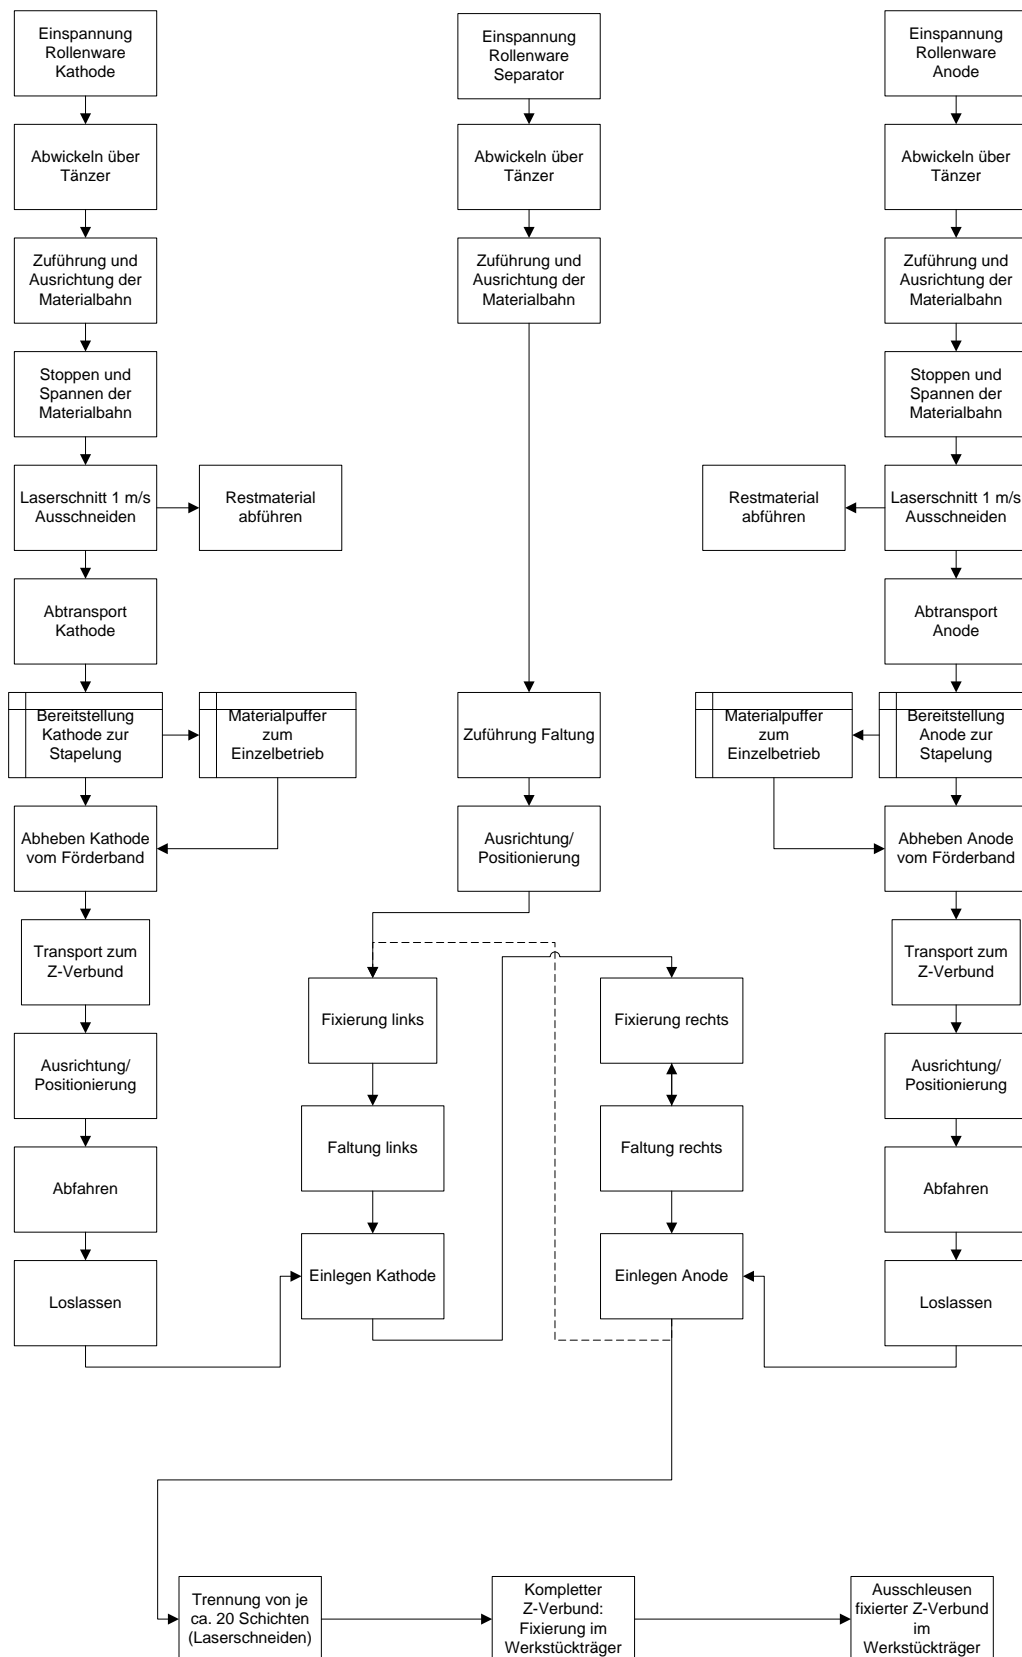 Einspannung
Rollenware
Kathode
Einspannung
Rollenware
Separator
Einspannung
Rollenware
Anode
Abwickeln über
Tänzer
Abwickeln über
Tänzer
Abwickeln über
Tänzer
Zuführung und
Ausrichtung der
Materialbahn
Zuführung und
Ausrichtung der
Materialbahn
Zuführung und
Ausrichtung der
Materialbahn
Stoppen und
Spannen der
Materialbahn
Stoppen und
Spannen der
Materialbahn
Laserschnitt 1 m/s
Ausschneiden
Restmaterial
abführen
Restmaterial
abführen
Laserschnitt 1 m/s
Ausschneiden
Abtransport
Kathode
Abtransport
Anode
Bereitstellung
Kathode zur
Stapelung
Materialpuffer
zum
Einzelbetrieb
Zuführung Faltung
Materialpuffer
zum
Einzelbetrieb
Bereitstellung
Anode zur
Stapelung
Abheben Kathode
vom Förderband
Ausrichtung/
Positionierung
Abheben Anode
vom Förderband
Transport zum
Z-Verbund
Fixierung links
Fixierung rechts
Transport zum
Z-Verbund
Ausrichtung/
Positionierung
Ausrichtung/
Positionierung
Faltung links
Faltung rechts
Abfahren
Abfahren
Einlegen Kathode
Einlegen Anode
Loslassen
Loslassen
Trennung von je
ca. 20 Schichten
(Laserschneiden)
Kompletter
Z-Verbund:
Fixierung im
Werkstückträger
Ausschleusen
fixierter Z-Verbund
im
Werkstückträger